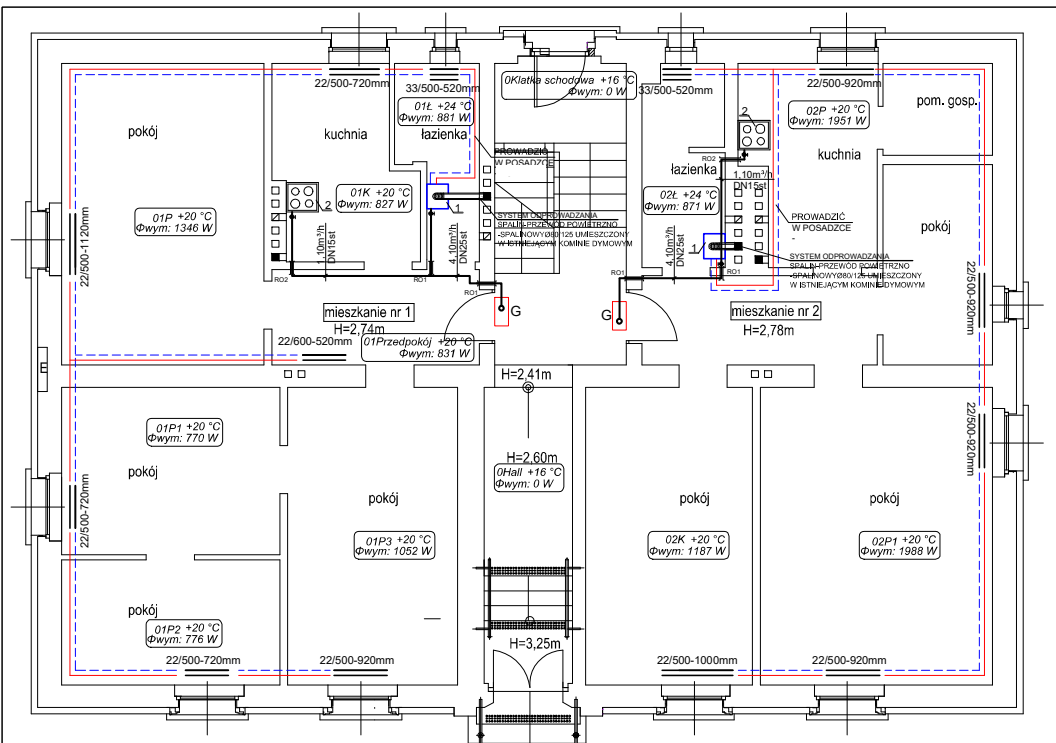 22/500-720mm
33/500-520mm
0Klatka schodowa +16 °C
Φwym: 0 W
33/500-520mm
22/500-920mm
pokój
kuchnia
01Ł +24 °C
Φwym: 881 W
łazienka
PROWADZIĆ
W POSADZCE
2
02P +20°C
Φwym: 1951 W
pom. gosp.
kuchnia
łazienka
RO2
1,10m³/h
DN15st
01P +20 °C
Φwym: 1346 W
22/500-1120mm
2
01K +20 °C
Φwym: 827 W
1
SYSTEM ODPROWADZANIA
SPALIN-PRZEWÓD POWIETRZNO
-SPALINOWYØ80/125 UMIESZCZONY
W ISTNIEJĄCYM KOMINIE DYMOWYM
02Ł +24°C
Φwym: 871 W
PROWADZIĆ
W POSADZCE
-
pokój
1,10m³/h
DN15st
4,10m³/h
DN25st
4,10m³/h
DN25st
1
SYSTEM ODPROWADZANIA
SPALIN-PRZEWÓD POWIETRZNO
-SPALINOWYØ80/125 UMIESZCZONY
W ISTNIEJĄCYM KOMINIE DYMOWYM
RO2
RO1
RO1
RO1
RO1
22/500-920mm
mieszkanie nr 1
H=2,74m
G
G
mieszkanie nr 2
H=2,78m
22/600-520mm
01Przedpokój +20 °C
Φwym: 831 W
H=2,41m
01P1 +20 °C
Φwym: 770 W
22/500-920mm
H=2,60m
0Hall +16 °C
Φwym: 0 W
pokój
22/500-720mm
pokój
pokój
pokój
01P3 +20 °C
Φwym: 1052 W
02K +20 °C
Φwym: 1187 W
02P1 +20 °C
Φwym: 1988 W
pokój
01P2 +20 °C
Φwym: 776 W
H=3,25m
22/500-720mm
22/500-920mm
22/500-1000mm
22/500-920mm